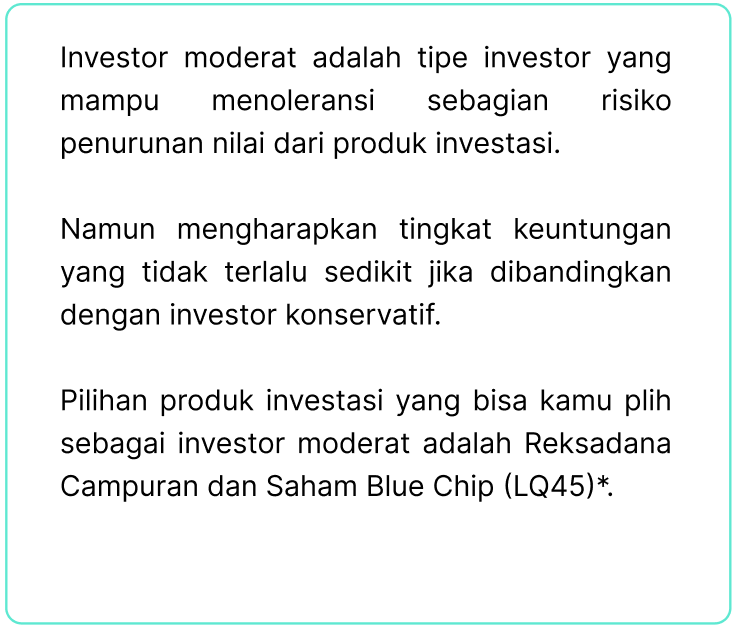 Investor moderat adalah tipe investor yang
mampu menoleransi sebagian risiko
penurunan nilai dari produk investasi.
Namun mengharapkan tingkat keuntungan
yang tidak terlalu sedikit jika dibandingkan
dengan investor konservatif.
Pilihan produk investasi yang bisa kamu plih
sebagai investor moderat adalah Reksadana
Campuran dan Saham Blue Chip (LQ45)*.